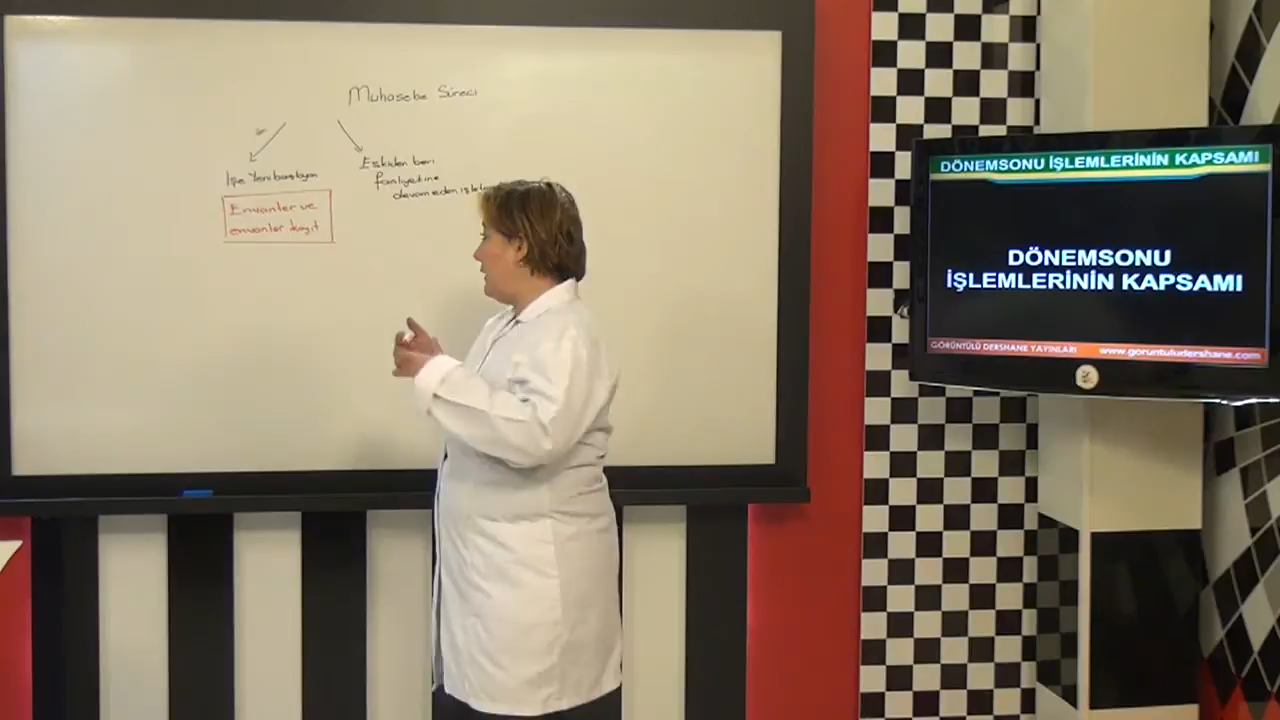 Muhasebe Süreci
İşe Yeni başlayan
Eskiden beri
faaliyetine
devam eden
Envanter ve
envanter kayıt
DÖNEMSONU İŞLEMLERİNİN KAPSAMI
DÖNEMSONU
İŞLEMLERİNİN KAPSAMI
GÖRÜNTÜLÜ DERSHANE YAYINLARI www.goruntuludershane.com